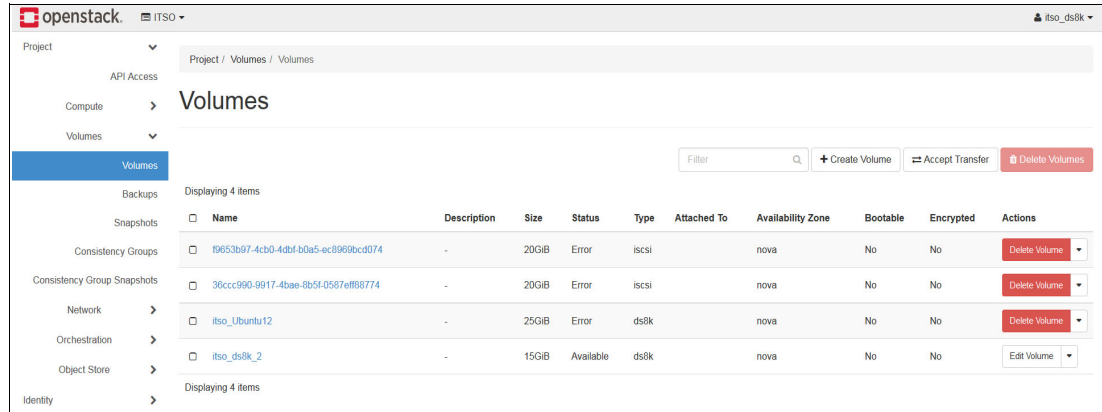 openstack. ITSO itso_ds8k
Project
API Access
Compute
Volumes
Volumes
Backups
Snapshots
Consistency Groups
Consistency Group Snapshots
Network
Orchestration
Object Store
Identity
Project / Volumes / Volumes
Volumes
Filter + Create Volume Accept Transfer Delete Volumes
Displaying 4 items
Name Description Size Status Type Attached To Availability Zone Bootable Encrypted Actions
f9653b97-4cb0-4dbf-b0a5-ec8969bcd074 - 20GiB Error iscsi nova No No Delete Volume
36ccc990-9917-4bae-8b5f-0587eff88774 - 20GiB Error iscsi nova No No Delete Volume
itso_Ubuntu12 - 25GiB Error ds8k nova No No Delete Volume
itso_ds8k_2 - 15GiB Available ds8k nova No No Edit Volume
Displaying 4 items